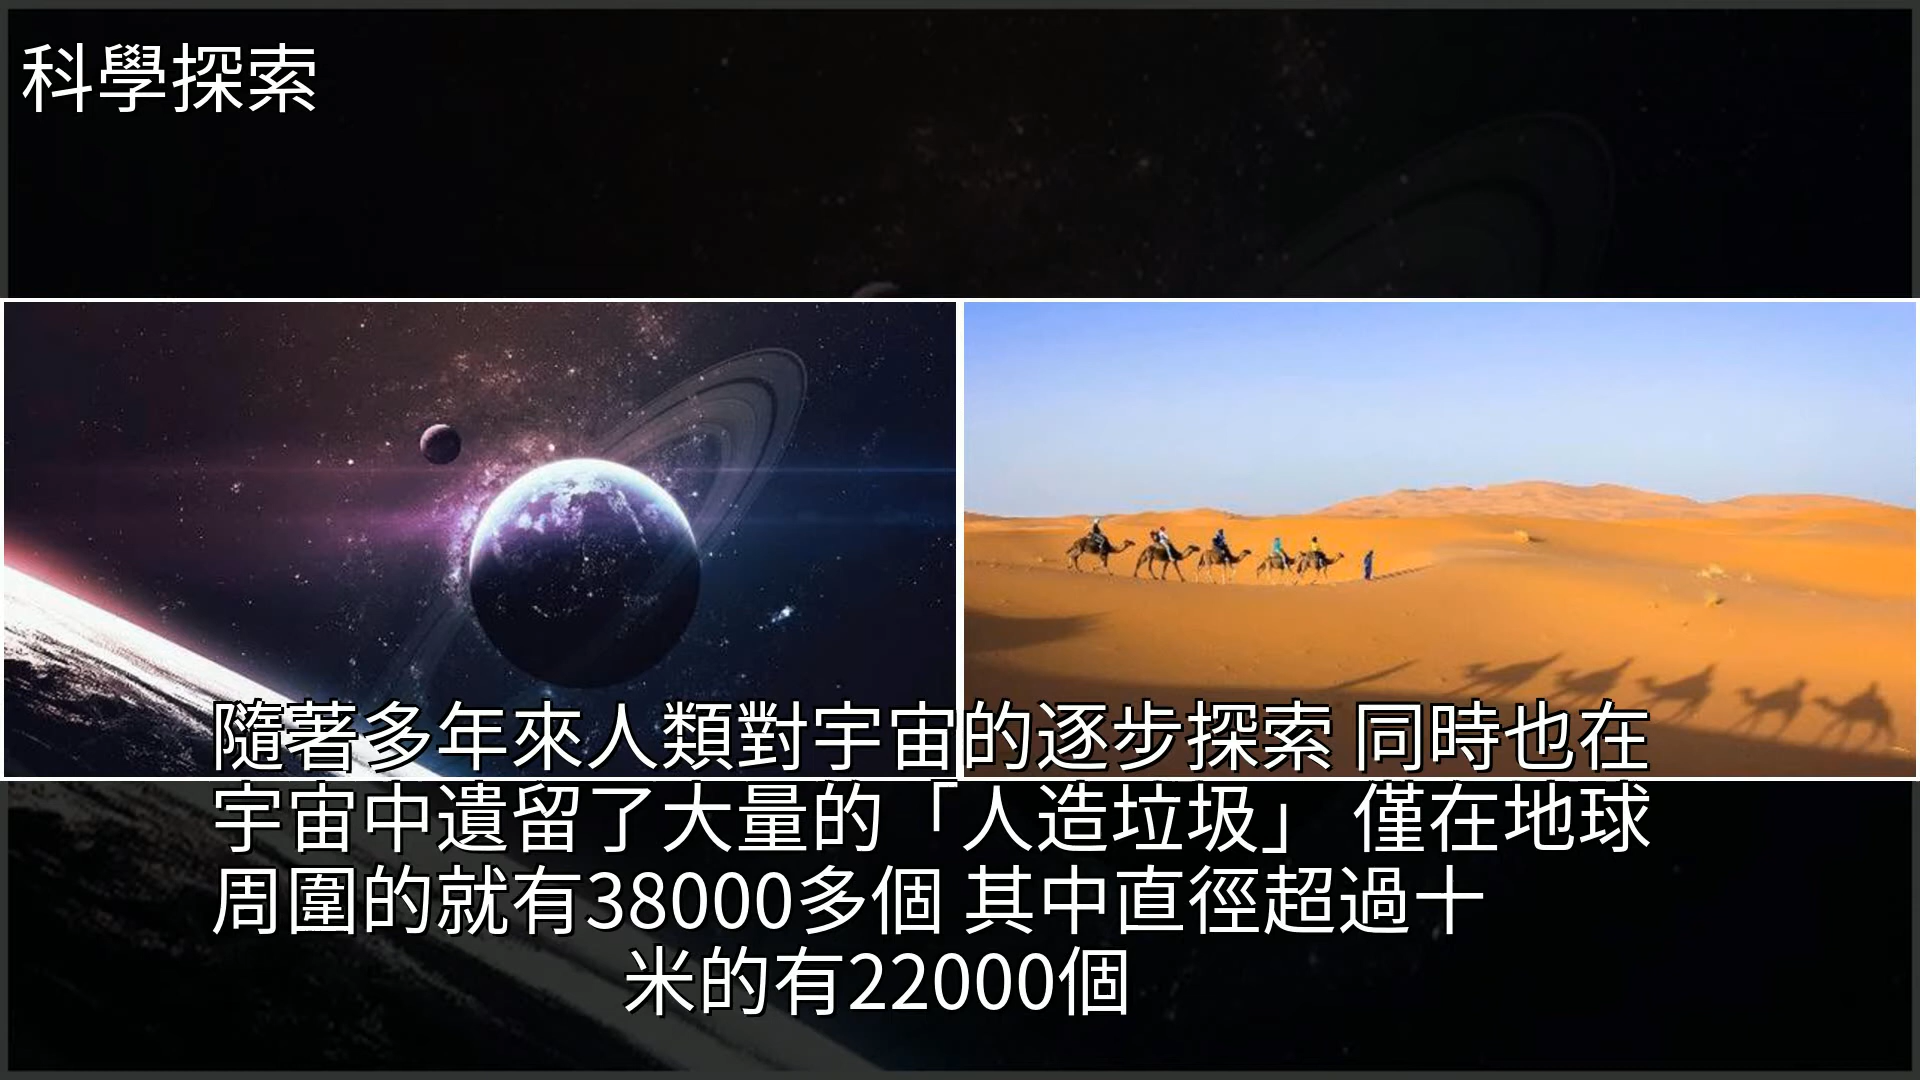 科學探索
隨著多年來人類對宇宙的逐步探索 同時也在
宇宙中遺留了大量的「人造垃圾」 僅在地球
周圍的就有38000多個 其中直徑超過十
米的有22000個